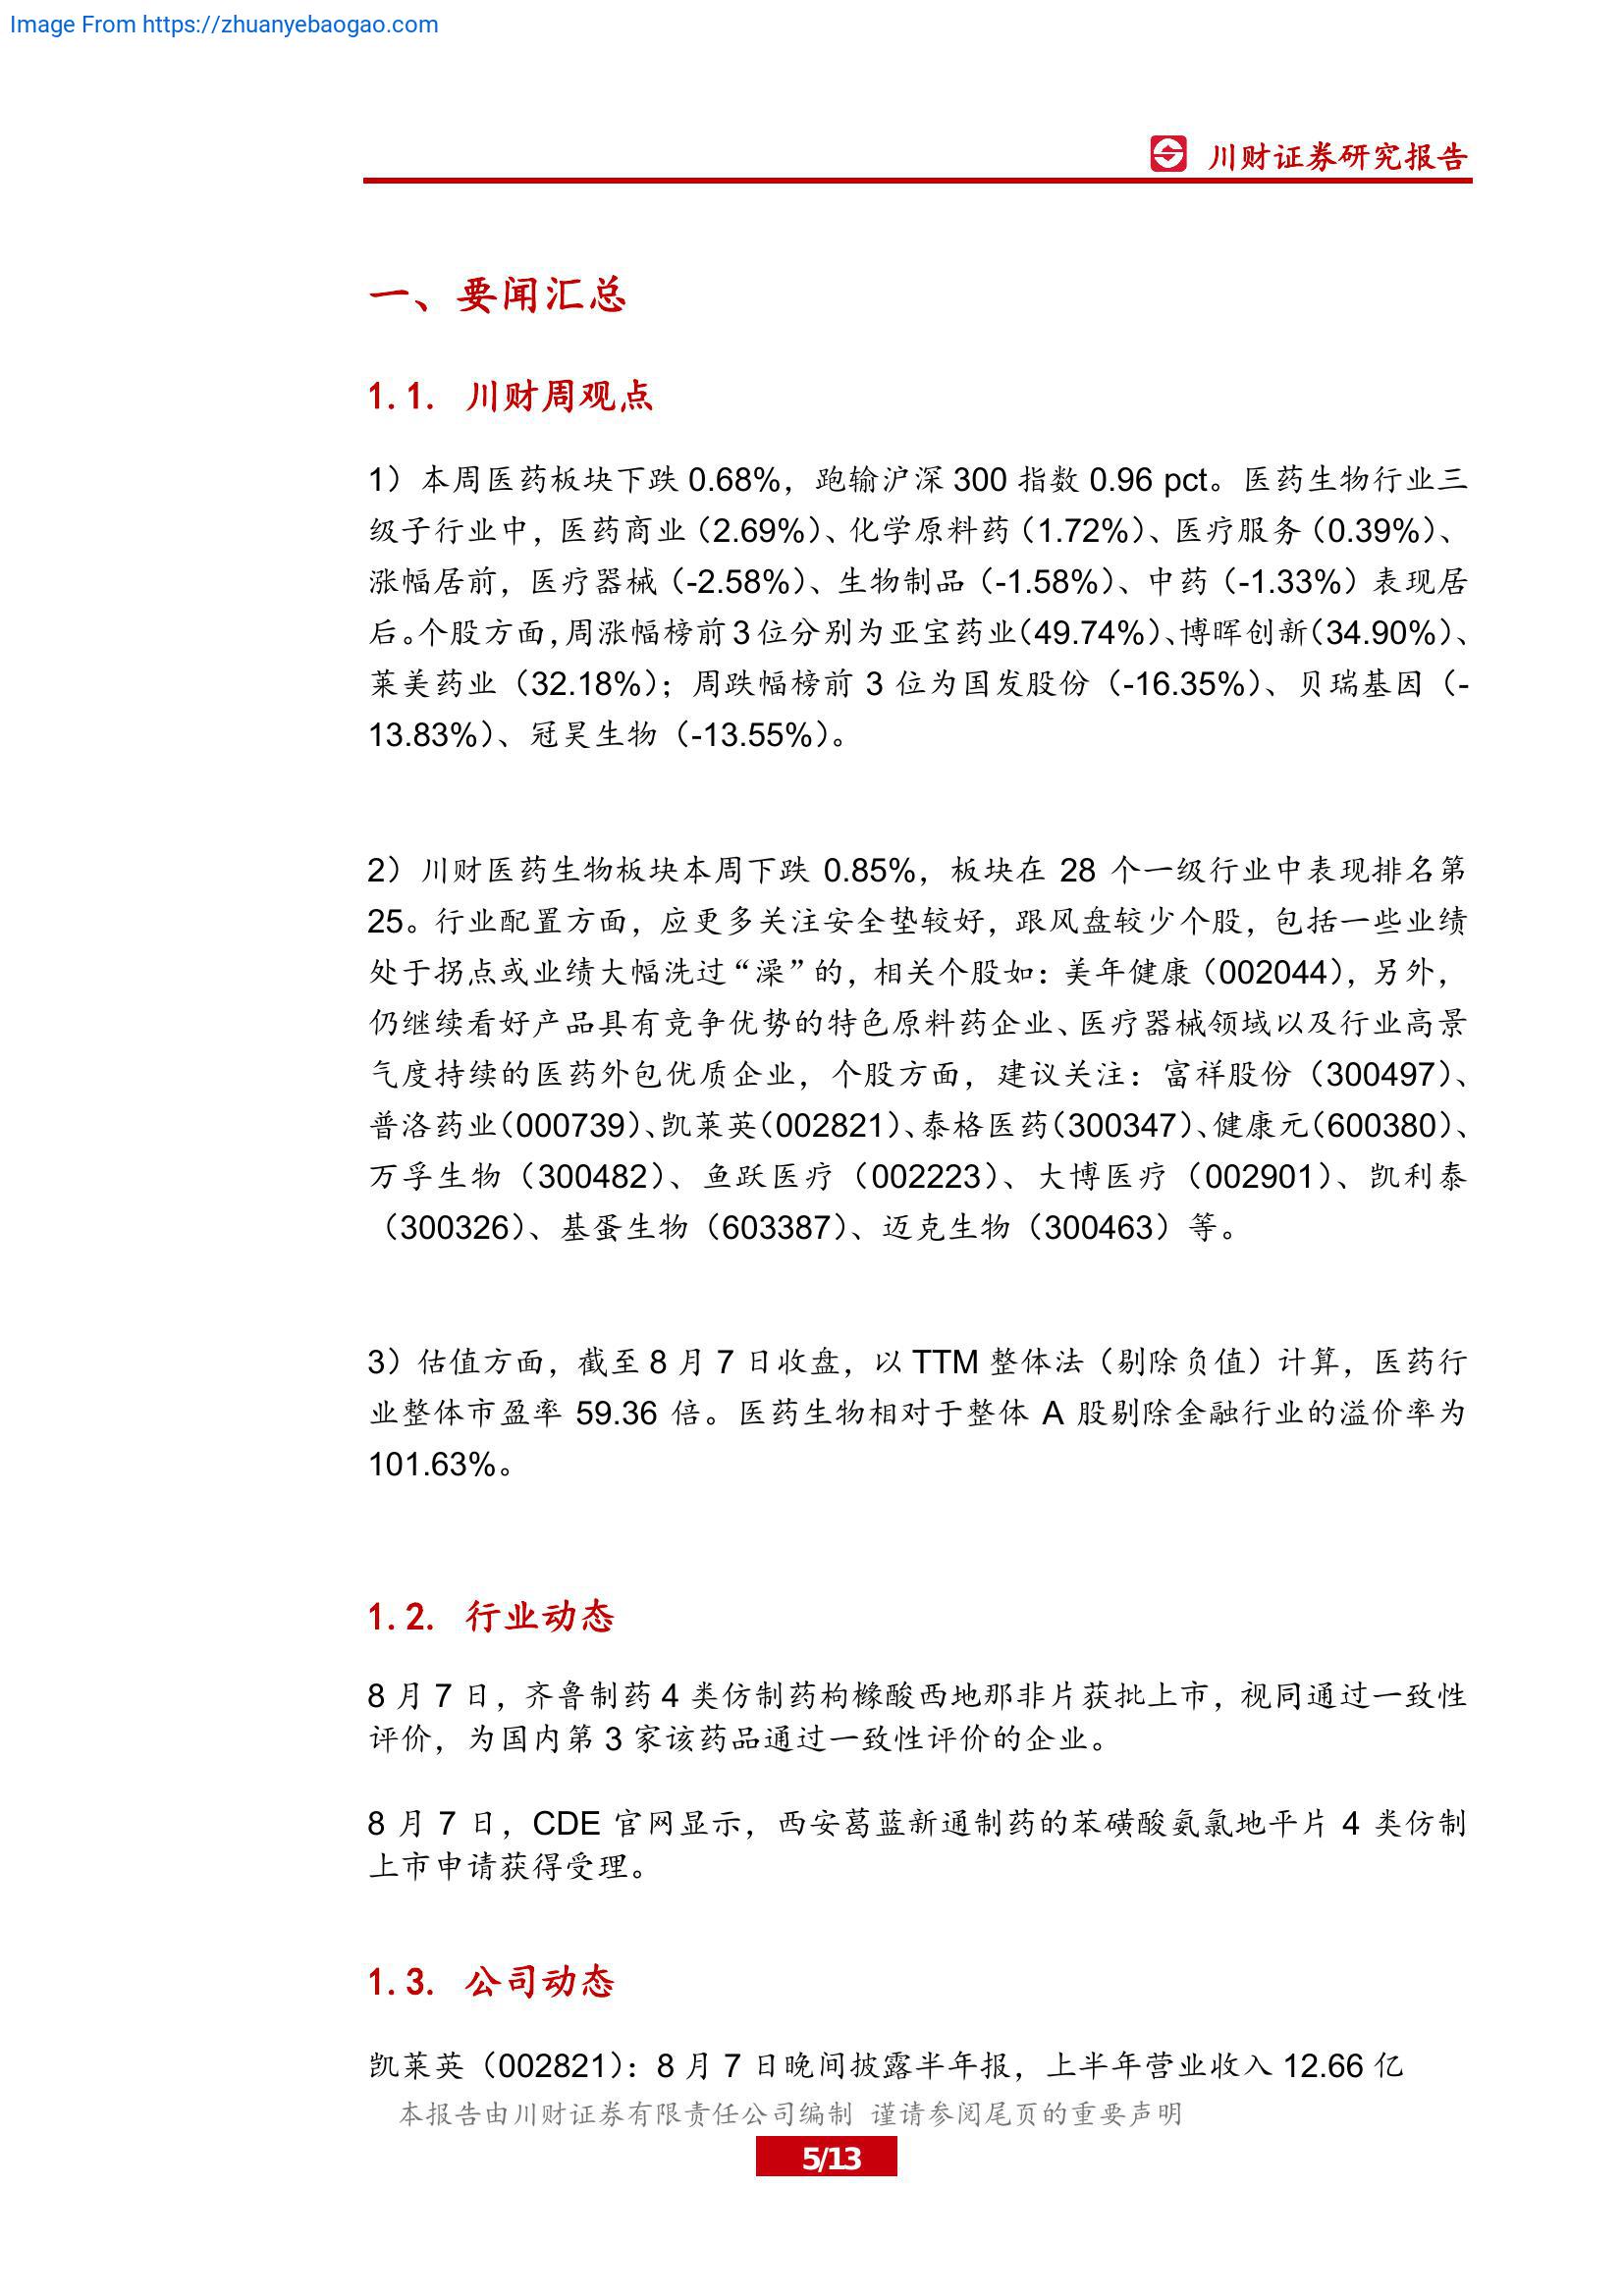 Image From https://zhuanyebaogao.com
川财证券研究报告
一、要闻汇总
1.1. 川财周观点
1）本周医药板块下跌 0.68%，跑输沪深 300 指数 0.96 pct。医药生物行业三
级子行业中，医药商业（2.69%）、化学原料药（1.72%）、医疗服务（0.39%）、
涨幅居前，医疗器械（-2.58%）、生物制品（-1.58%）、中药（-1.33%）表现居
后。个股方面，周涨幅榜前 3 位分别为亚宝药业（49.74%）、博晖创新（34.90%）、
莱美药业（32.18%）；周跌幅榜前 3 位为国发股份（-16.35%）、贝瑞基因（-
13.83%）、冠昊生物（-13.55%）。
2）川财医药生物板块本周下跌 0.85%，板块在 28 个一级行业中表现排名第
25。行业配置方面，应更多关注安全垫较好，跟风盘较少个股，包括一些业绩
处于拐点或业绩大幅洗过“澡”的，相关个股如：美年健康（002044），另外，
仍继续看好产品具有竞争优势的特色原料药企业、医疗器械领域以及行业高景
气度持续的医药外包优质企业，个股方面，建议关注：富祥股份（300497）、
普洛药业（000739）、凯莱英（002821）、泰格医药（300347）、健康元（600380）、
万孚生物（300482）、鱼跃医疗（002223）、大博医疗（002901）、凯利泰
（300326）、基蛋生物（603387）、迈克生物（300463）等。
3）估值方面，截至 8 月 7 日收盘，以 TTM 整体法（剔除负值）计算，医药行
业整体市盈率 59.36 倍。医药生物相对于整体 A 股剔除金融行业的溢价率为
101.63%。
1.2. 行业动态
8 月 7 日，齐鲁制药 4 类仿制药枸橼酸西地那非片获批上市，视同通过一致性
评价，为国内第 3 家该药品通过一致性评价的企业。
8 月 7 日，CDE 官网显示，西安葛蓝新通制药的苯磺酸氨氯地平片 4 类仿制
上市申请获得受理。
1.3. 公司动态
凯莱英（002821）：8 月 7 日晚间披露半年报，上半年营业收入 12.66 亿
本报告由川财证券有限责任公司编制 谨请参阅尾页的重要声明
5/13